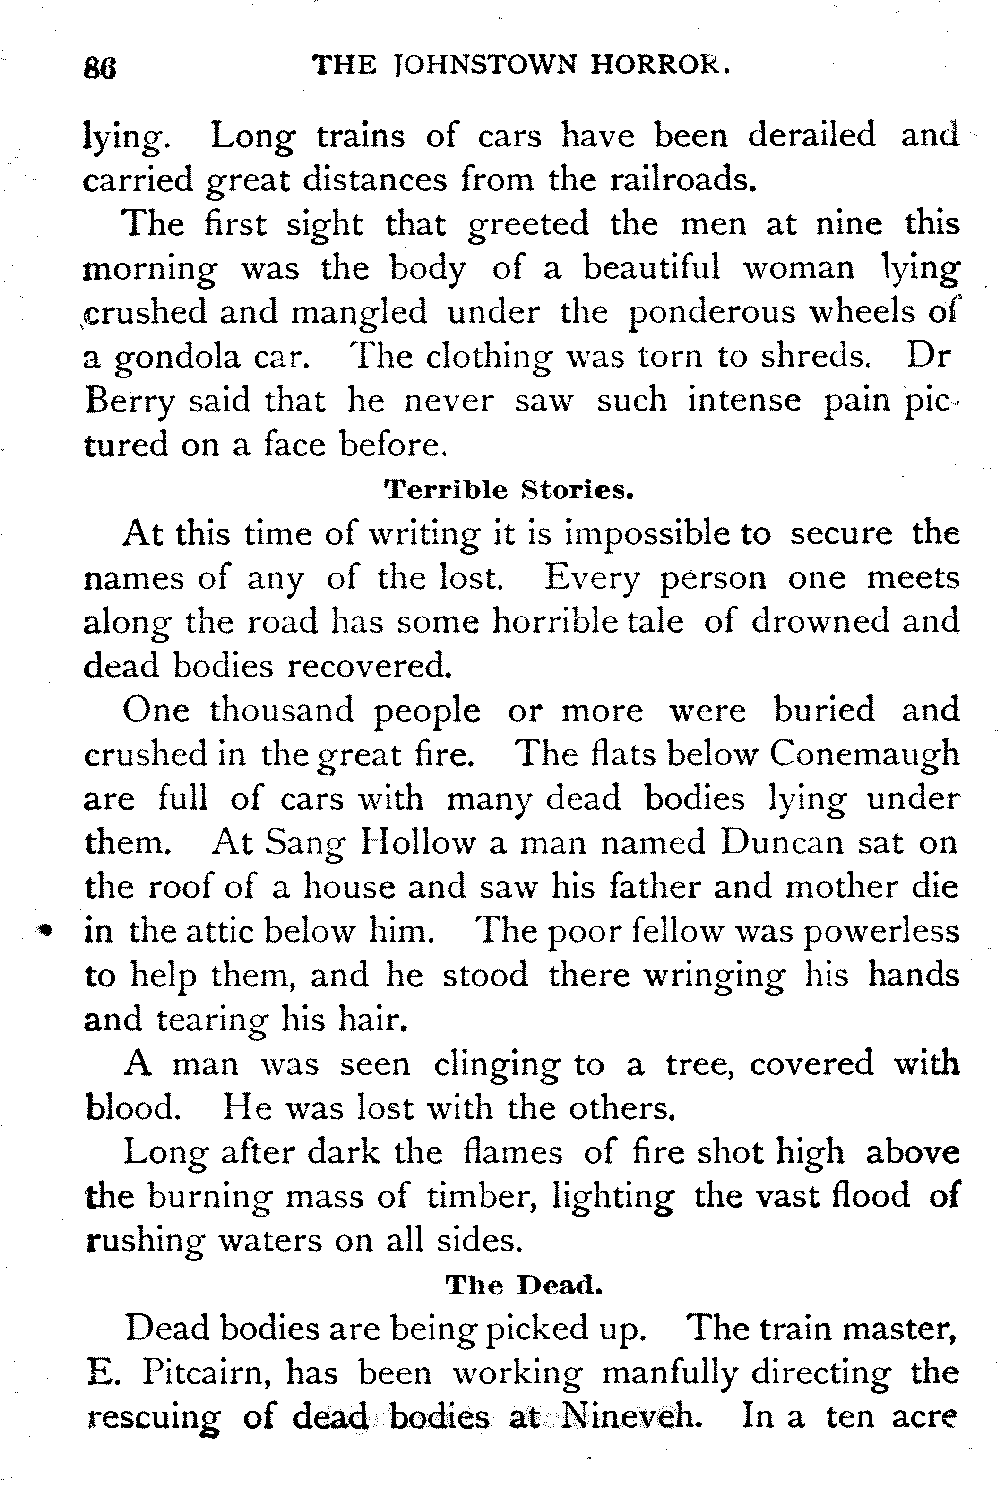 86 THE JOHNSTOWN HORROR.
lying. Long trains of cars have been derailed and
carried great distances from the railroads.
The first sight that greeted the men at nine this
morning was the body of a beautiful woman lying
crushed and mangled under the ponderous wheels of
a gondola car. The clothing was torn to shreds. Dr
Berry said that he never saw such intense pain pic-
tured on a face before.
Terrible Stories.
At this time of writing it is impossible to secure the
names of any of the lost. Every person one meets
along the road has some horrible tale of drowned and
dead bodies recovered.
One thousand people or more were buried and
crushed in the great fire. The flats below Conemaugh
are full of cars with many dead bodies lying under
them. At Sang Hollow a man named Duncan sat on
the roof of a house and saw his father and mother die
in the attic below him. The poor fellow was powerless
to help them, and he stood there wringing his hands
and tearing his hair.
A man was seen clinging to a tree, covered with
blood. He was lost with the others.
Long after dark the flames of fire shot high above
the burning mass of timber, lighting the vast flood of
rushing waters on all sides.
The Dead.
Dead bodies are being picked up. The train master,
E. Pitcairn, has been working manfully directing the
rescuing of dead bodies at Nineveh. In a ten acre